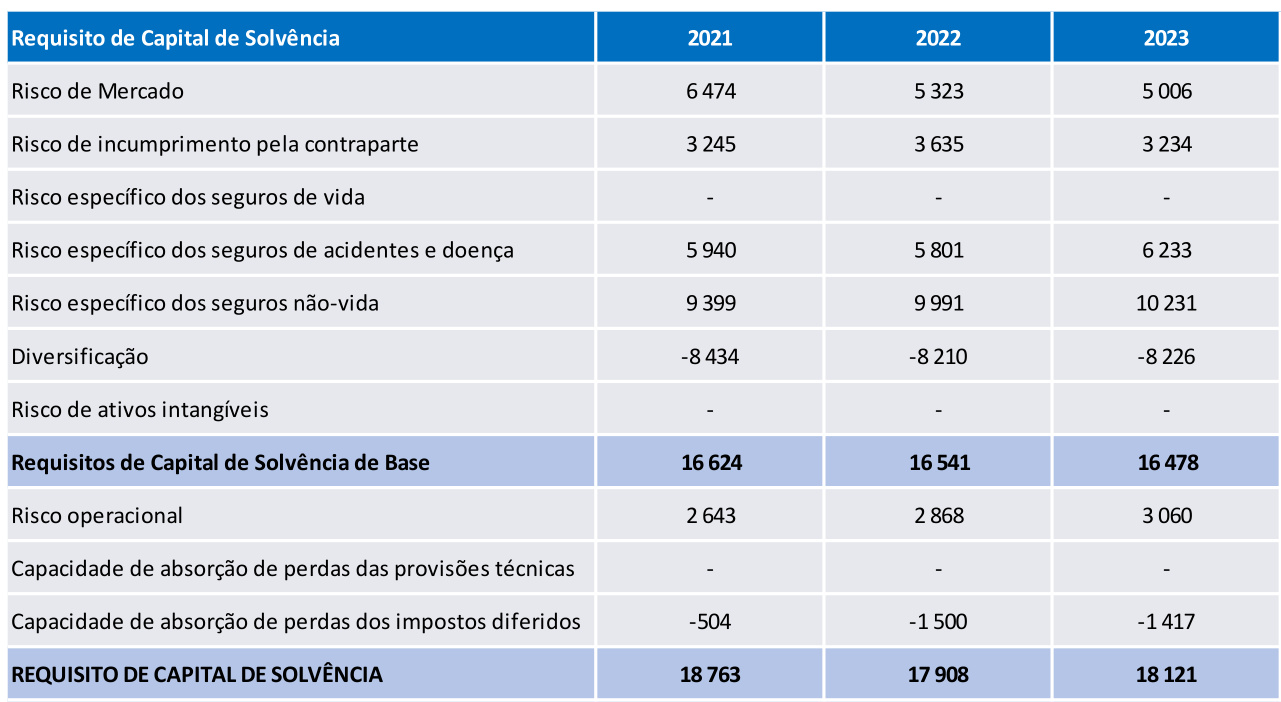 Requisito de Capital de Solvência 2021 2022 2023
Risco de Mercado 6 474 5 323 5 006
Risco de incumprimento pela contraparte 3 245 3 635 3 234
Risco específico dos seguros de vida - - -
Risco específico dos seguros de acidentes e doença 5 940 5 801 6 233
Risco específico dos seguros não-vida 9 399 9 991 10 231
Diversificação -8 434 -8 210 -8 226
Risco de ativos intangíveis - - -
Requisitos de Capital de Solvência de Base 16 624 16 541 16 478
Risco operacional 2 643 2 868 3 060
Capacidade de absorção de perdas das provisões técnicas - - -
Capacidade de absorção de perdas dos impostos diferidos -504 -1 500 -1 417
REQUISITO DE CAPITAL DE SOLVÊNCIA 18 763 17 908 18 121